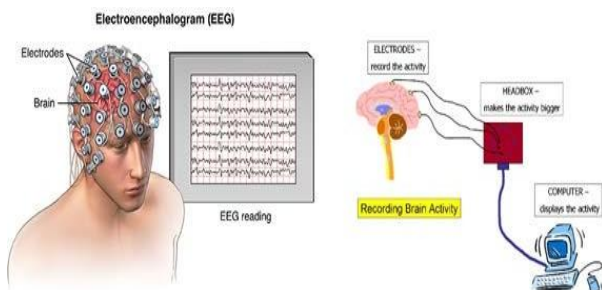 Electroencephalogram (EEG)
Electrodes
Brain
EEG reading
ELECTRODES –
record the activity
HEADBOX –
makes the activity bigger
COMPUTER –
displays the activity
Recording Brain Activity